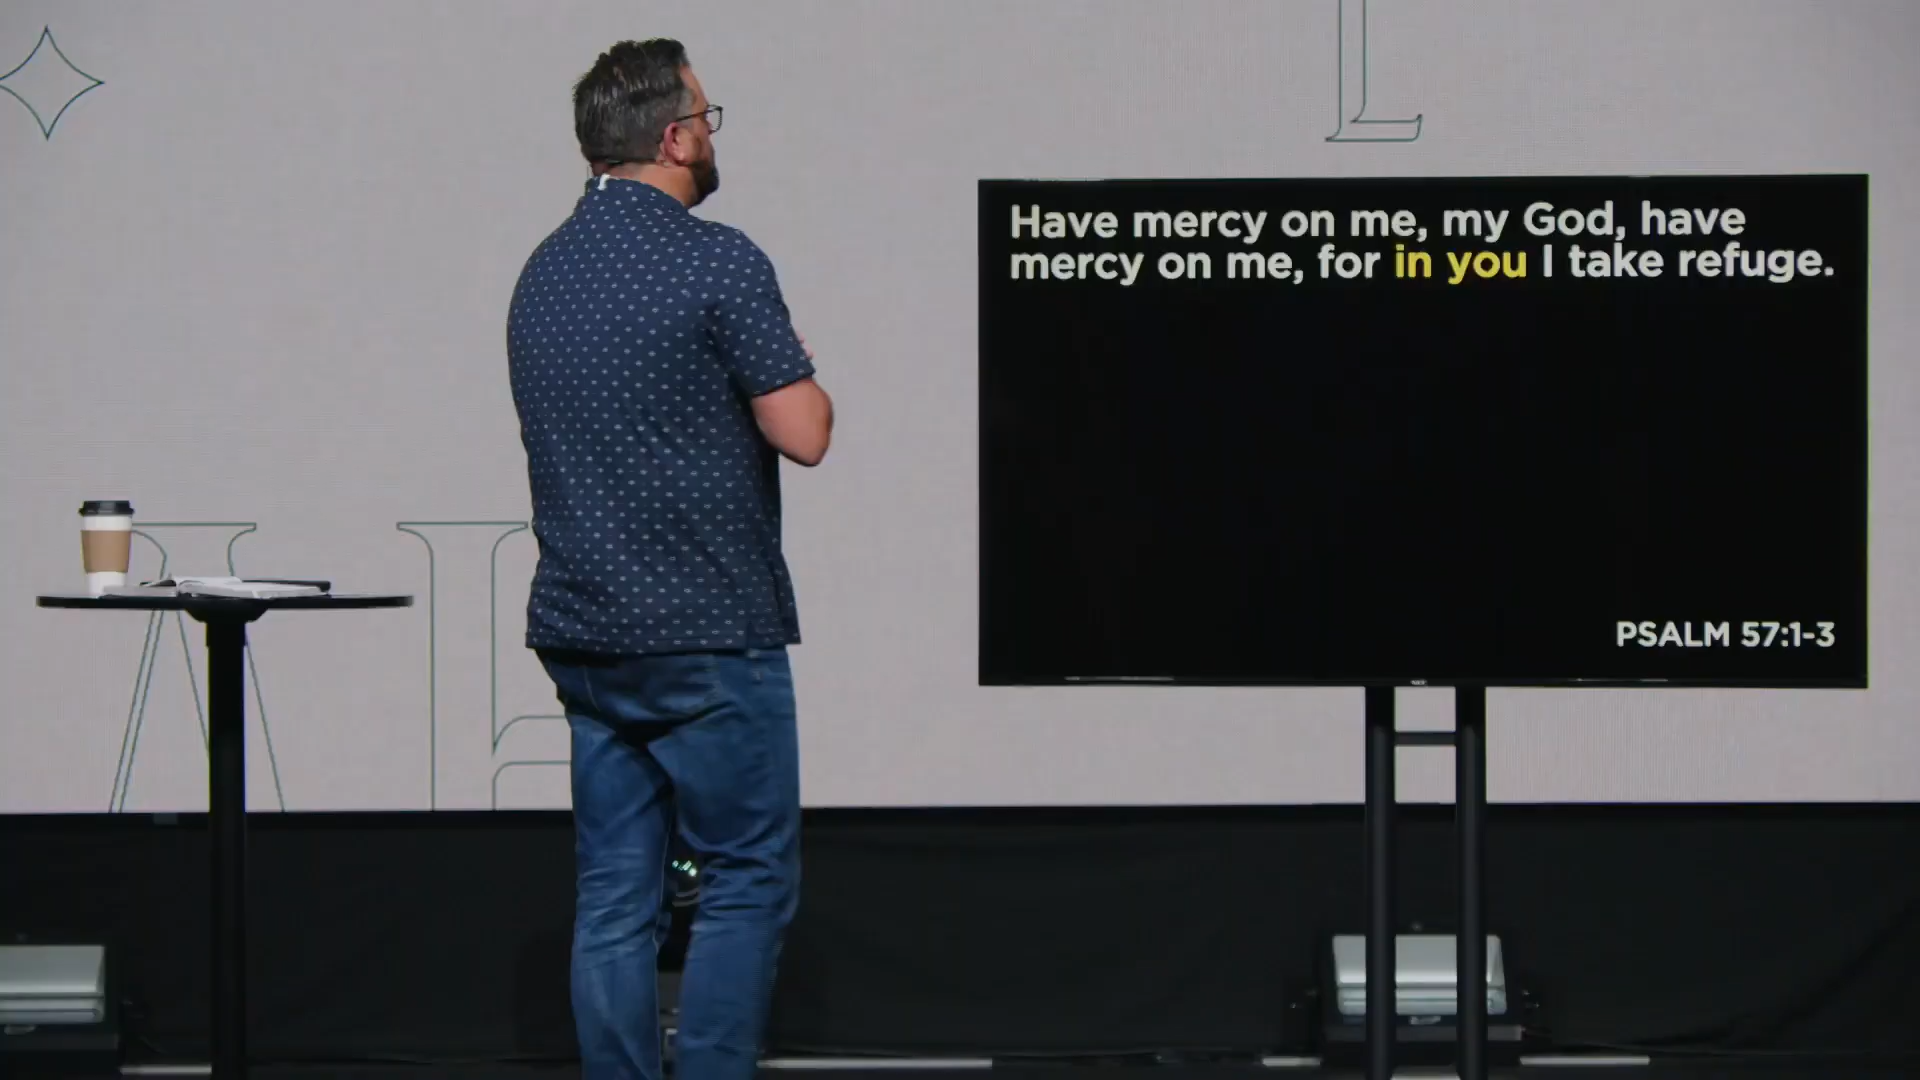 L
Have mercy on me, my God, have
mercy on me, for in you I take refuge.
PSALM 57:1-3